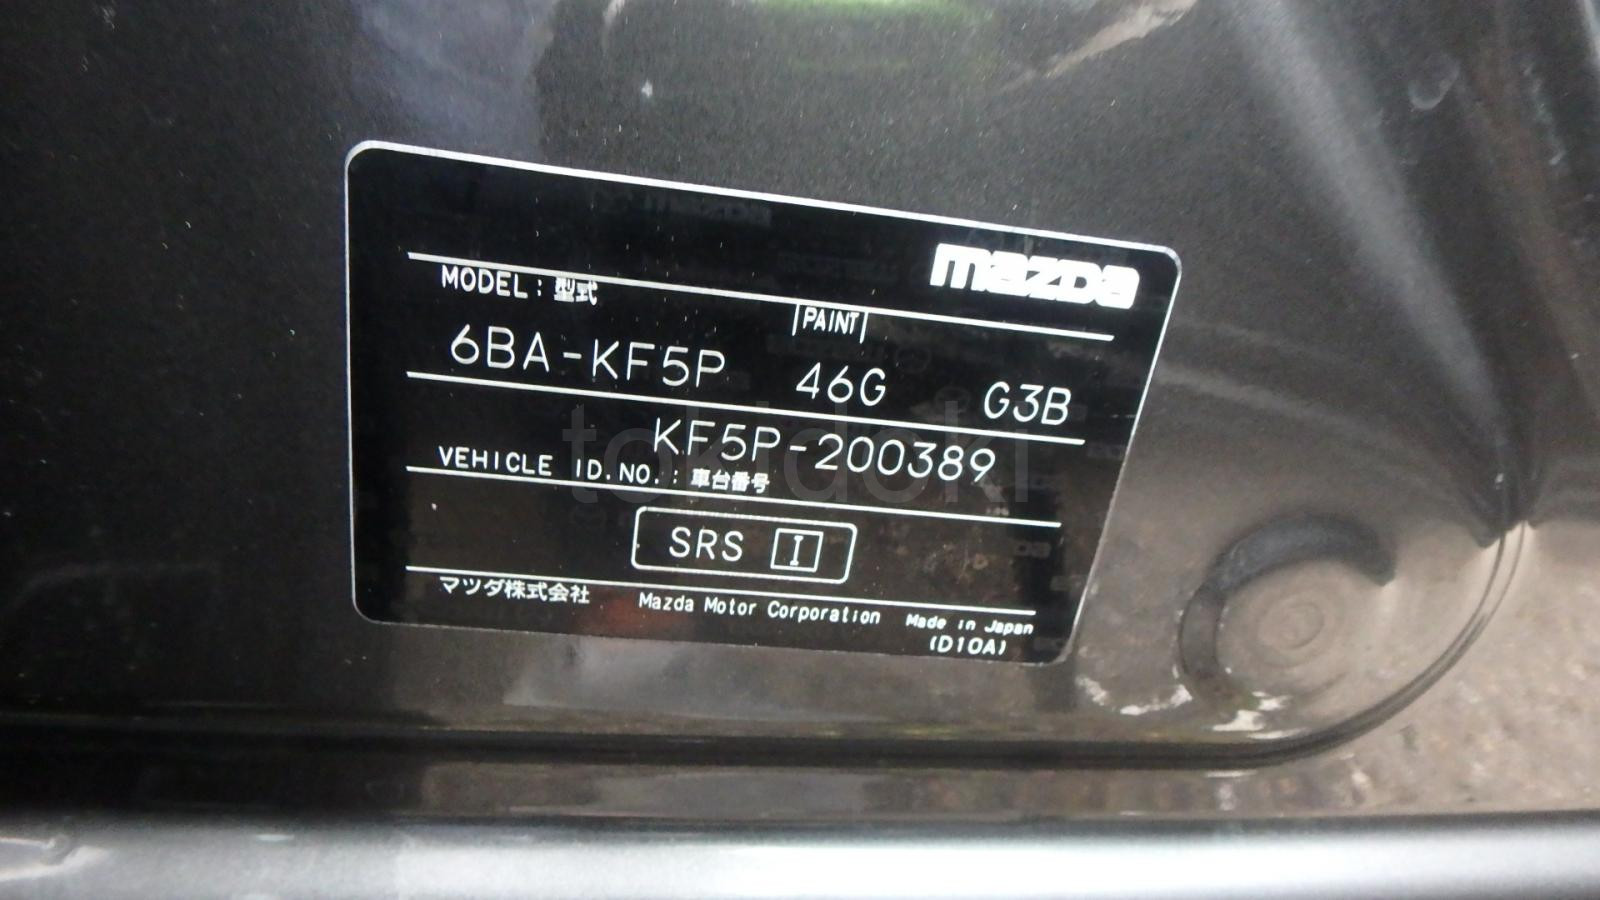 mazda
MODEL : 型式
PAINT
6BA-KF5P 46G G3B
KF5P-200389
VEHICLE ID.NO. : 車台番号
SRS I
マツダ株式会社 Mazda Motor Corporation Made in Japan
(D10A)
tokidoki